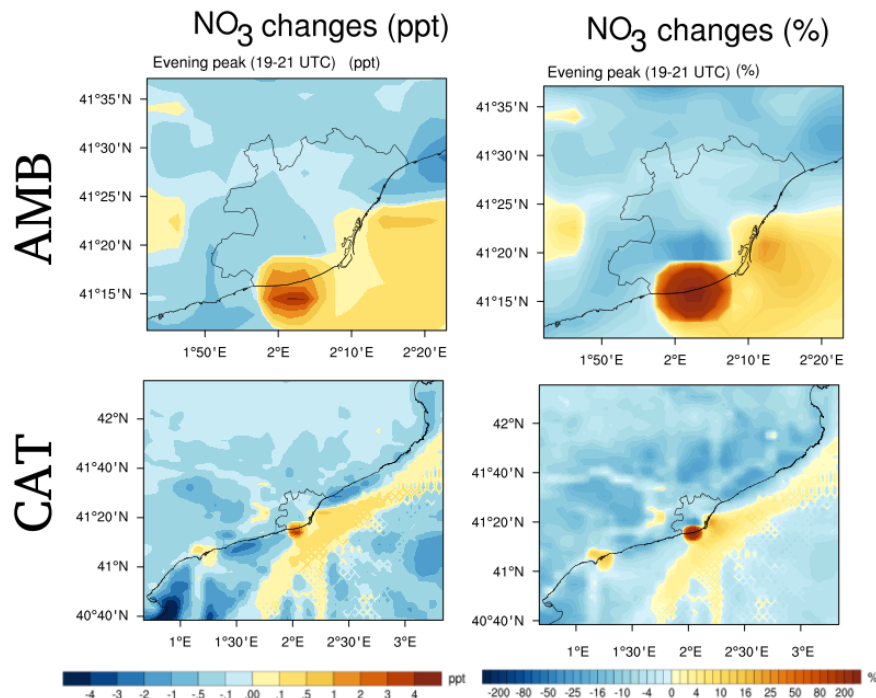 NO3 changes (ppt)
NO3 changes (%)
Evening peak (19-21 UTC) (ppt)
Evening peak (19-21 UTC) (%)
AMB
41°35'N
41°30'N
41°25'N
41°20'N
41°15'N
1°50'E 2°E 2°10'E 2°20'E
41°35'N
41°30'N
41°25'N
41°20'N
41°15'N
1°50'E 2°E 2°10'E 2°20'E
CAT
42°N
41°40'N
41°20'N
41°N
40°40'N
1°E 1°30'E 2°E 2°30'E 3°E
42°N
41°40'N
41°20'N
41°N
40°40'N
1°E 1°30'E 2°E 2°30'E 3°E
-4 -3 -2 -1 -.5 -.1 .00 .1 .5 1 2 3 4 ppt
-200 -80 -50 -25 -16 -10 -4 0 4 10 16 25 50 80 200 %